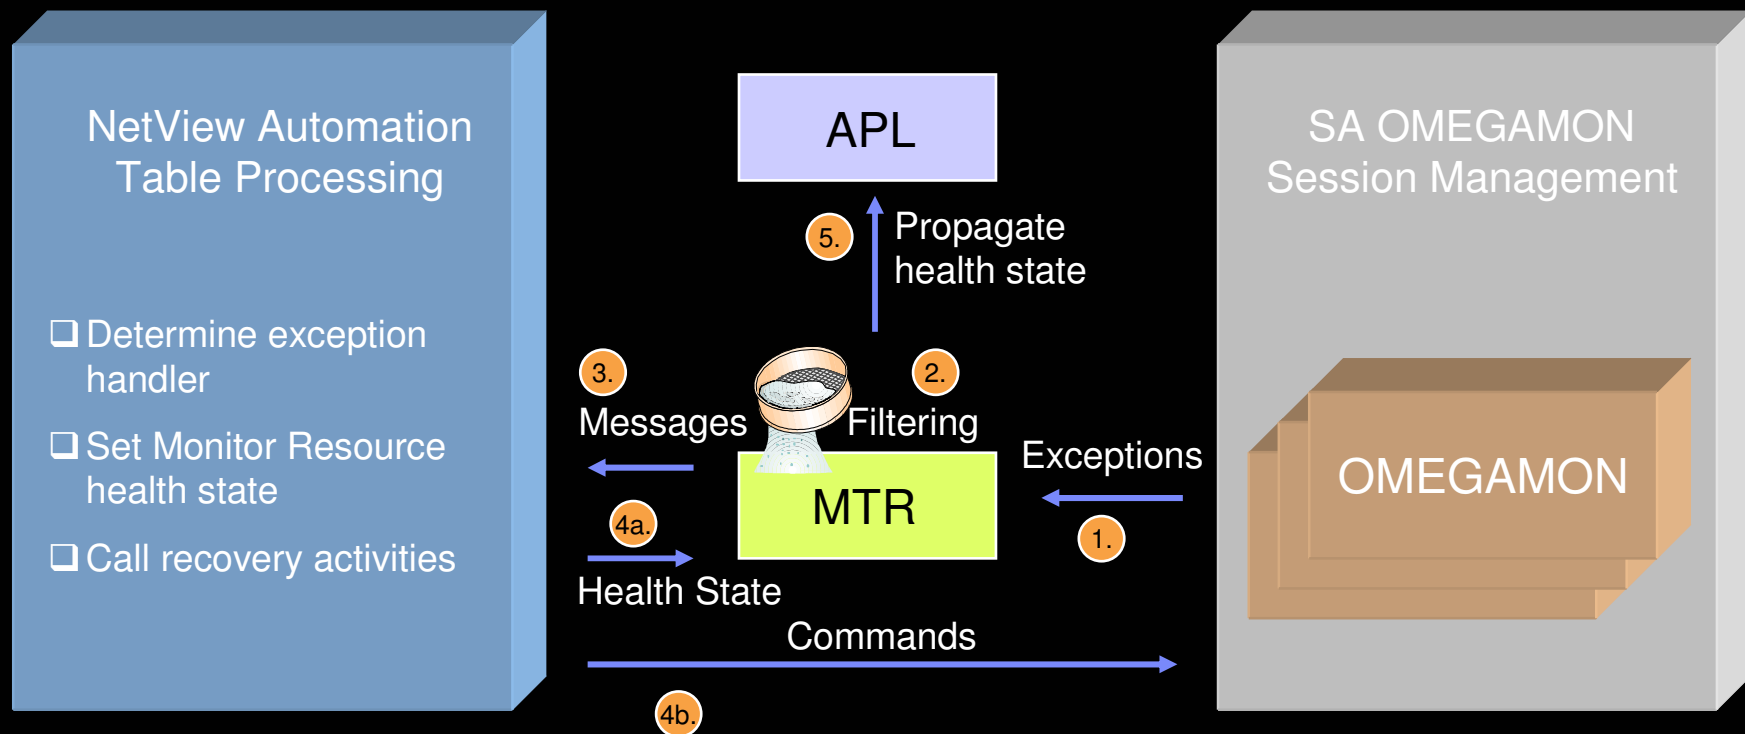 NetView Automation
Table Processing
❑ Determine exception
handler
❑ Set Monitor Resource
health state
❑ Call recovery activities
APL
5.
Propagate
health state
3.
2.
Messages
Filtering
Exceptions
MTR
4a.
1.
Health State
Commands
4b.
SA OMEGAMON
Session Management
OMEGAMON